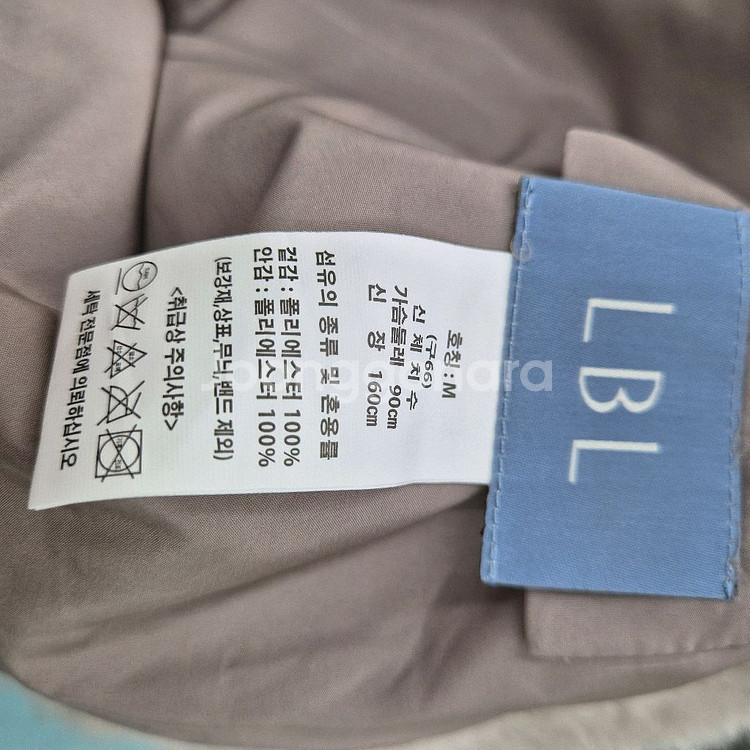 LBL
호칭 : M
(구66)
신 체 치 수
가슴둘레 90cm
신 장 160cm
섬유의 종류 및 혼용률
겉감 : 폴리에스터 100%
안감 : 폴리에스터 100%
(보강재,상표,무늬,밴드 제외)
<취급상 주의사항>
세탁 전문점에 의뢰하십시오